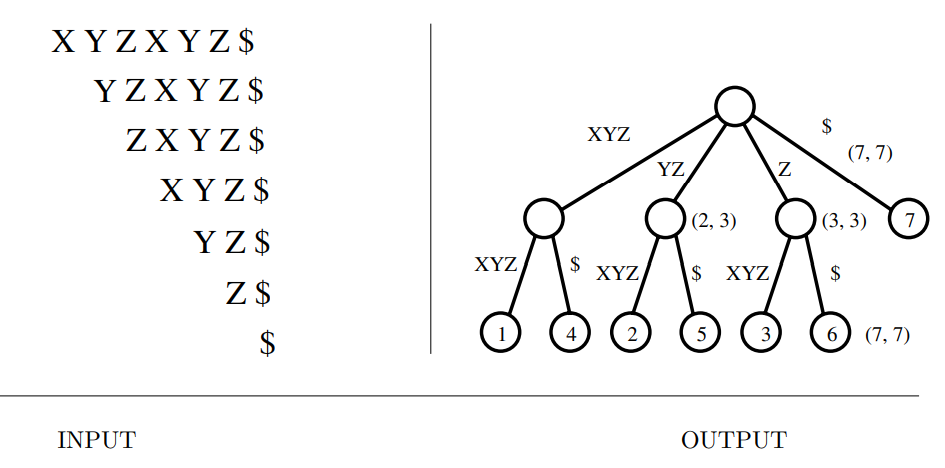 X Y Z X Y Z $
Y Z X Y Z $
Z X Y Z $
X Y Z $
Y Z $
Z $
$
XYZ
YZ
Z
$
(7, 7)
(2, 3)
(3, 3)
7
XYZ
$
XYZ
$
XYZ
$
1
4
2
5
3
6
(7, 7)
INPUT
OUTPUT